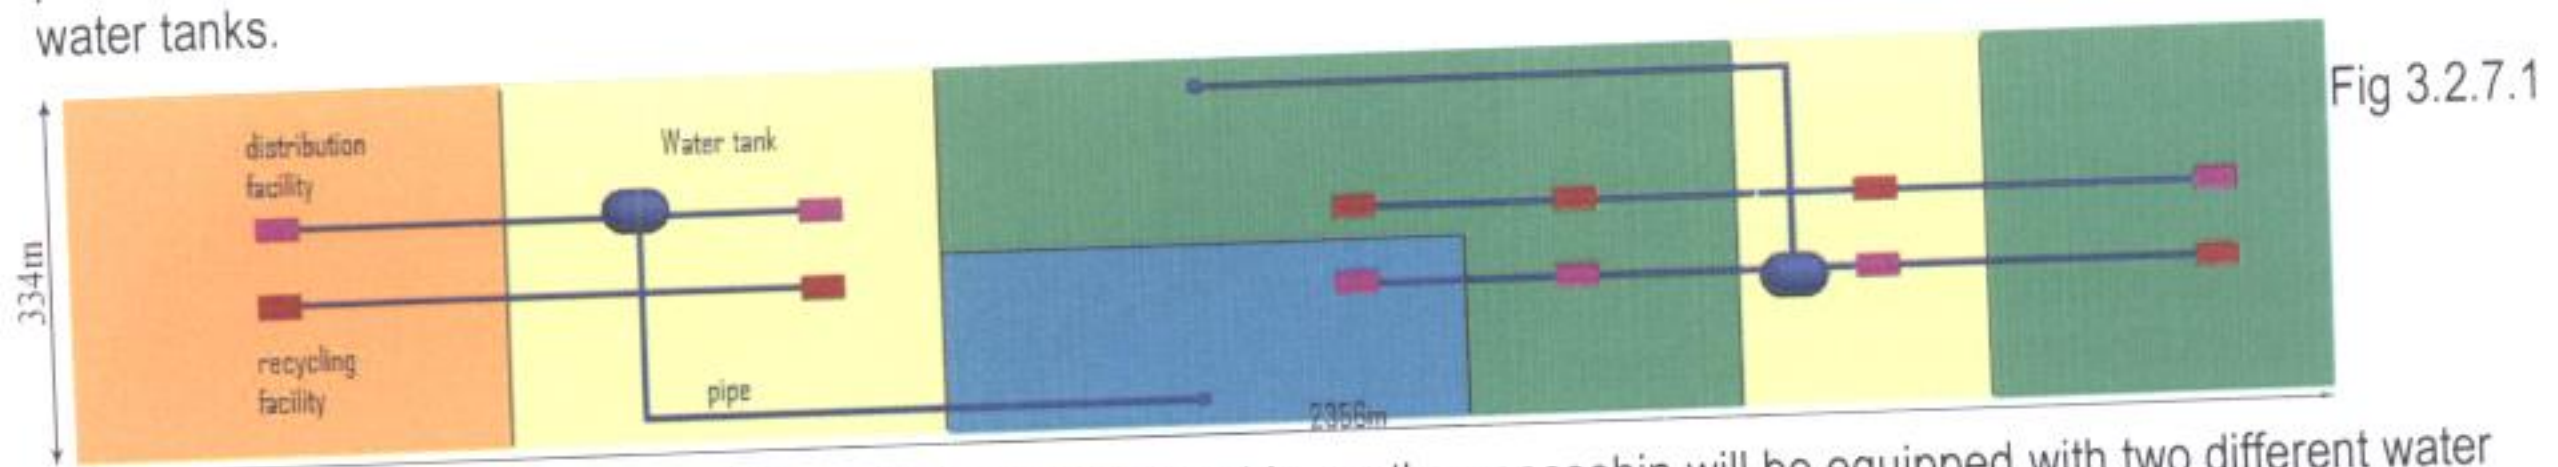 water tanks.
Fig 3.2.7.1
distribution
facility
Water tank
334m
recycling
facility
pipe
2356m
spaceship will be equipped with two different water